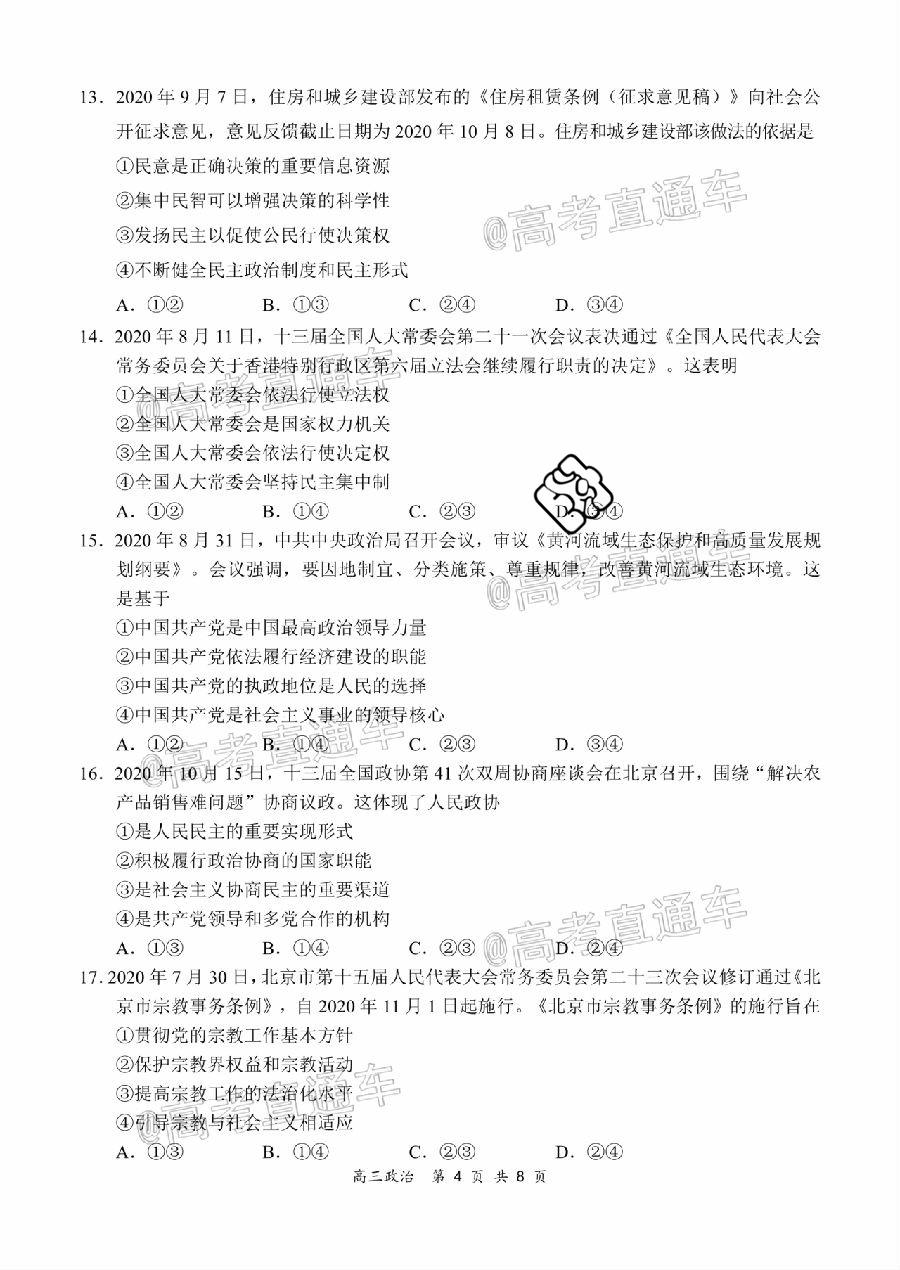 13．2020 年 9 月 7 日，住房和城乡建设部发布的《住房租赁条例（征求意见稿）》向社会公
开征求意见，意见反馈截止日期为 2020 年 10 月 8 日。住房和城乡建设部该做法的依据是
①民意是正确决策的重要信息资源
②集中民智可以增强决策的科学性
③发扬民主以促使公民行使决策权
④不断健全民主政治制度和民主形式
A．①② B．①③ C．②④ D．③④
14．2020 年 8 月 11 日，十三届全国人大常委会第二十一次会议表决通过《全国人民代表大会
常务委员会关于香港特别行政区第六届立法会继续履行职责的决定》。这表明
①全国人大常委会依法行使立法权
②全国人大常委会是国家权力机关
③全国人大常委会依法行使决定权
④全国人大常委会坚持民主集中制
A．①② B．①④ C．②③ D．③④
15．2020 年 8 月 31 日，中共中央政治局召开会议，审议《黄河流域生态保护和高质量发展规
划纲要》。会议强调，要因地制宜、分类施策、尊重规律，改善黄河流域生态环境。这
是基于
①中国共产党是中国最高政治领导力量
②中国共产党依法履行经济建设的职能
③中国共产党的执政地位是人民的选择
④中国共产党是社会主义事业的领导核心
A．①② B．①④ C．②③ D．③④
16．2020 年 10 月 15 日，十三届全国政协第 41 次双周协商座谈会在北京召开，围绕“解决农
产品销售难问题”协商议政。这体现了人民政协
①是人民民主的重要实现形式
②积极履行政治协商的国家职能
③是社会主义协商民主的重要渠道
④是共产党领导和多党合作的机构
A．①③ B．①④ C．②③ D．②④
17. 2020 年 7 月 30 日，北京市第十五届人民代表大会常务委员会第二十三次会议修订通过《北
京市宗教事务条例》，自 2020 年 11 月 1 日起施行。《北京市宗教事务条例》的施行旨在
①贯彻党的宗教工作基本方针
②保护宗教界权益和宗教活动
③提高宗教工作的法治化水平
④引导宗教与社会主义相适应
A．①③ B．①④ C．②③ D．②④
高三政治 第 4 页 共 8 页
@高考直通车
@高考直通车
@高考直通车
@高考直通车
@高考直通车
@高考直通车